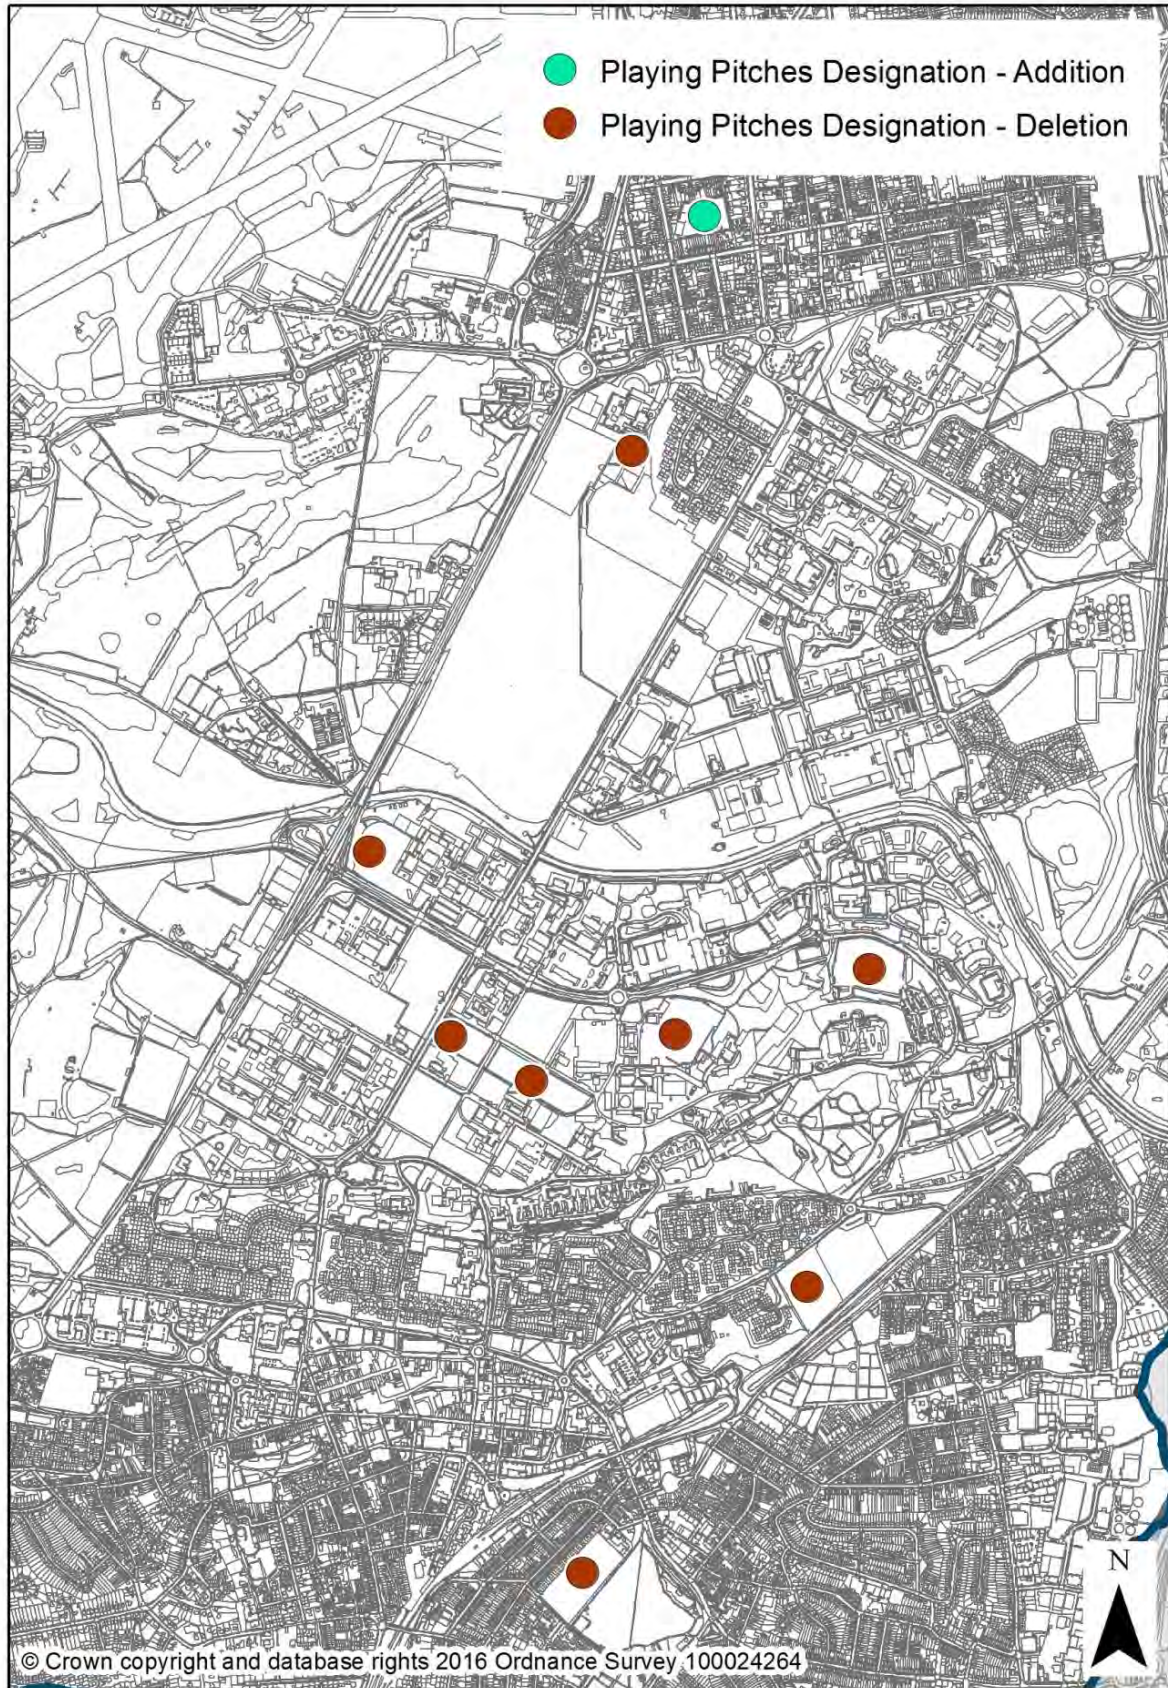 Playing Pitches Designation - Addition
Playing Pitches Designation - Deletion
N
© Crown copyright and database rights 2016 Ordnance Survey 100024264